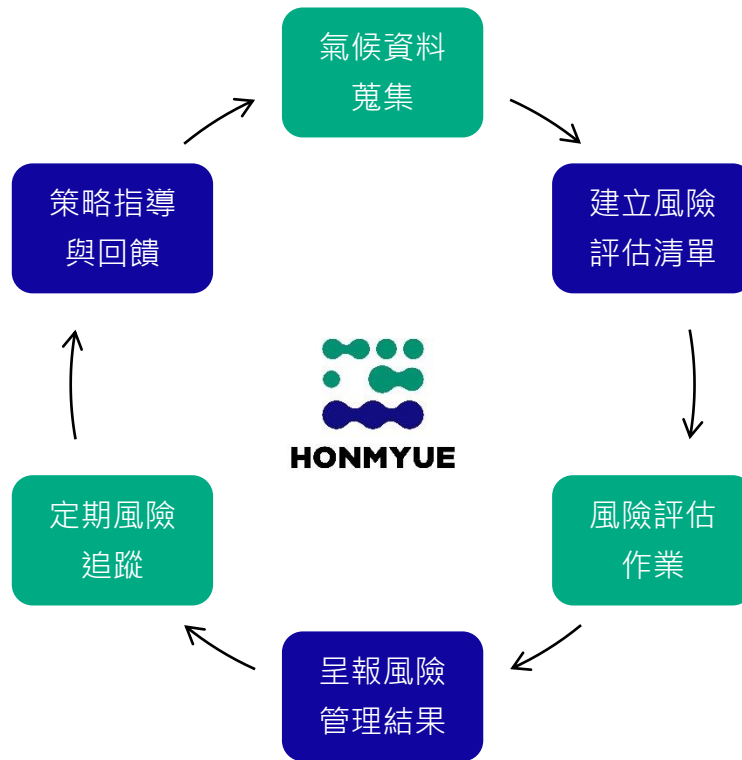 氣候資料
蒐集
建立風險
評估清單
風險評估
作業
呈報風險
管理結果
定期風險
追蹤
策略指導
與回饋
HONMYUE